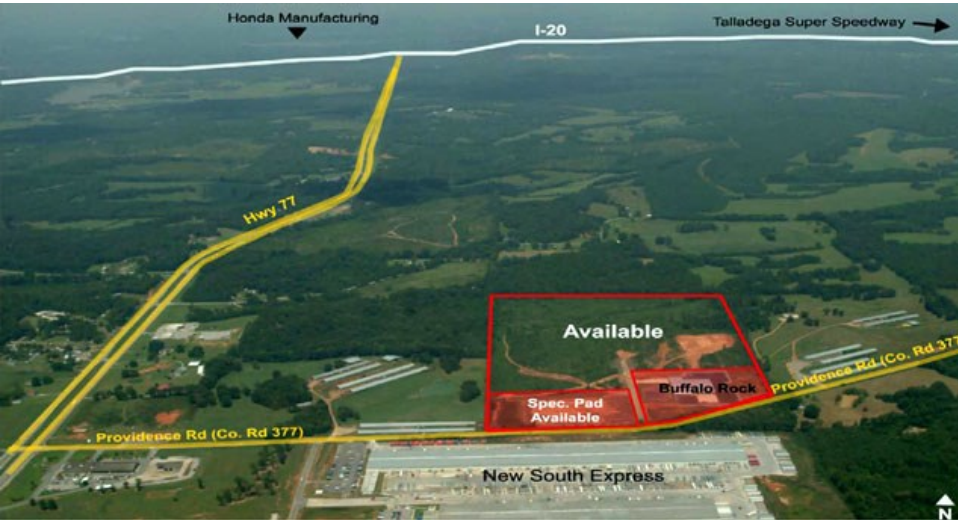 Honda Manufacturing
Talladega Super Speedway
I-20
Hwy 77
Available
Buffalo Rock
Spec. Pad
Available
Providence Rd (Co. Rd 377
Providence Rd (Co. Rd 377)
New South Express
N